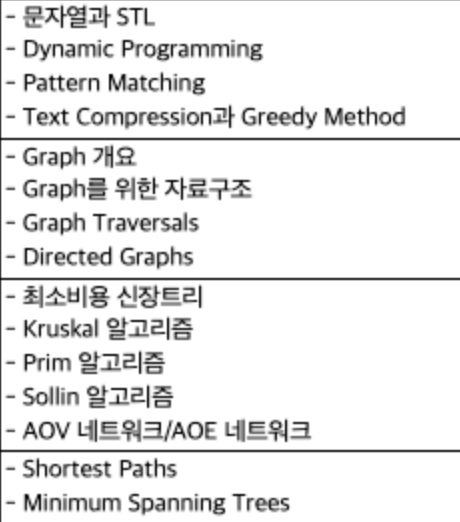 - 문자열과 STL
- Dynamic Programming
- Pattern Matching
- Text Compression과 Greedy Method
- Graph 개요
- Graph를 위한 자료구조
- Graph Traversals
- Directed Graphs
- 최소비용 신장트리
- Kruskal 알고리즘
- Prim 알고리즘
- Sollin 알고리즘
- AOV 네트워크/AOE 네트워크
- Shortest Paths
- Minimum Spanning Trees